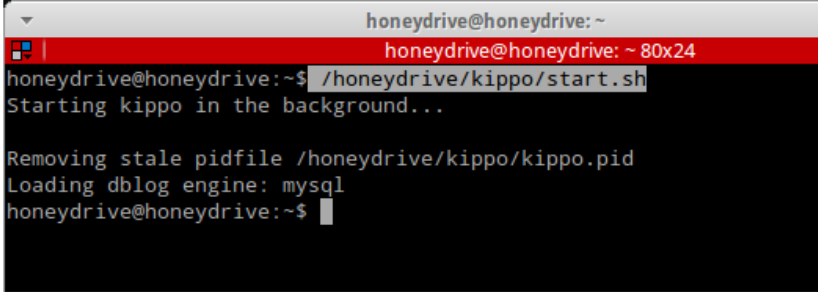 honeydrive@honeydrive: ~
honeydrive@honeydrive: ~ 80x24
honeydrive@honeydrive:~$ /honeydrive/kippo/start.sh
Starting kippo in the background...
Removing stale pidfile /honeydrive/kippo/kippo.pid
Loading dblog engine: mysql
honeydrive@honeydrive:~$